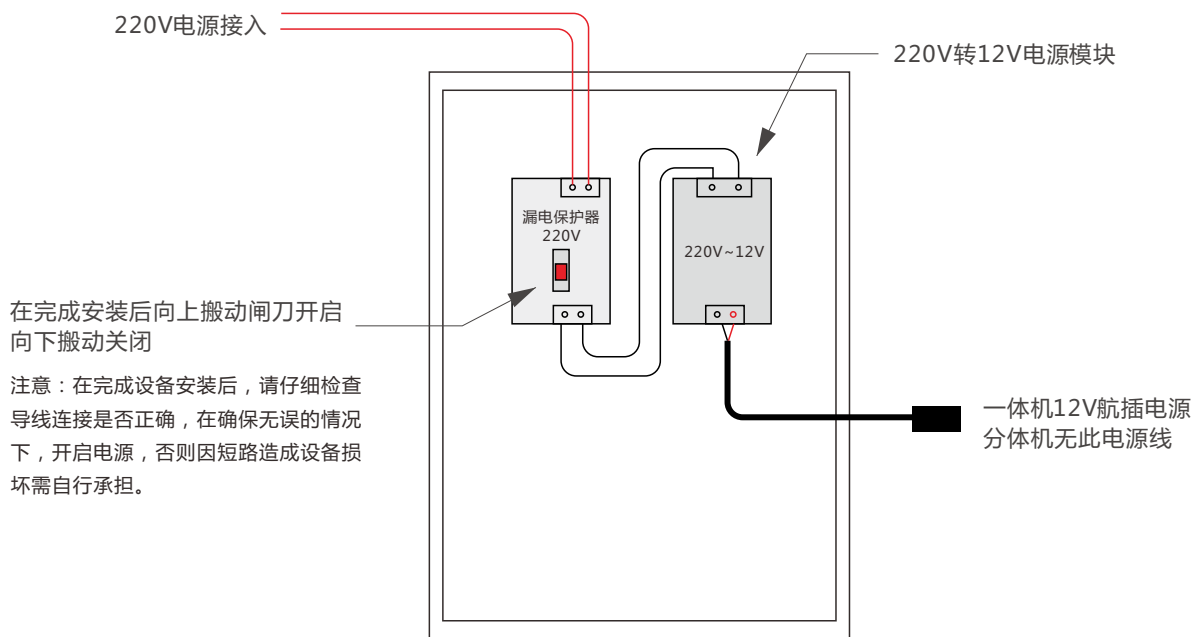 220V电源接入
220V转12V电源模块
漏电保护器
220V
220V~12V
在完成安装后向上搬动闸刀开启
向下搬动关闭
注意：在完成设备安装后，请仔细检查
导线连接是否正确，在确保无误的情况
下，开启电源，否则因短路造成设备损
坏需自行承担。
一体机12V航插电源
分体机无此电源线